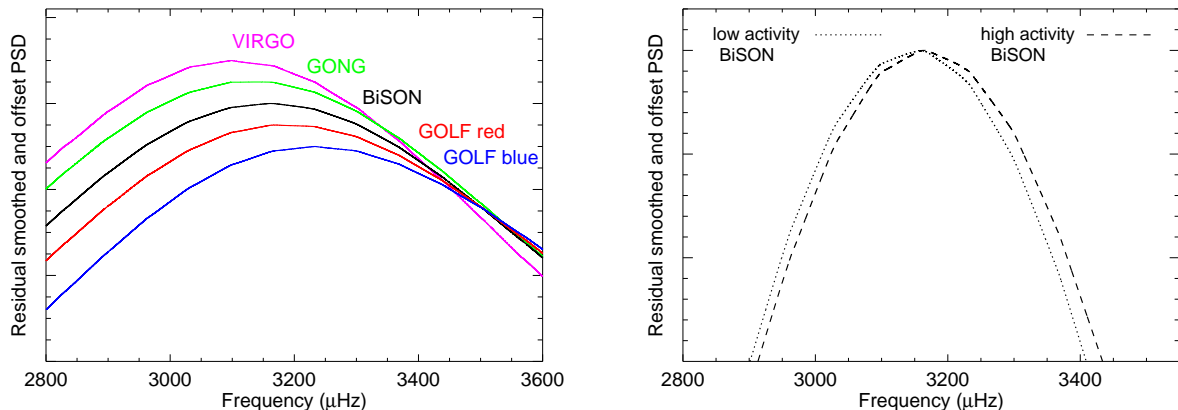 Residual smoothed and offset PSD
VIRGO
GONG
BiSON
GOLF red
GOLF blue
2800 3000 3200 3400 3600
Frequency (μHz)
Residual smoothed and offset PSD
low activity
BiSON
high activity
BiSON
2800 3000 3200 3400
Frequency (μHz)